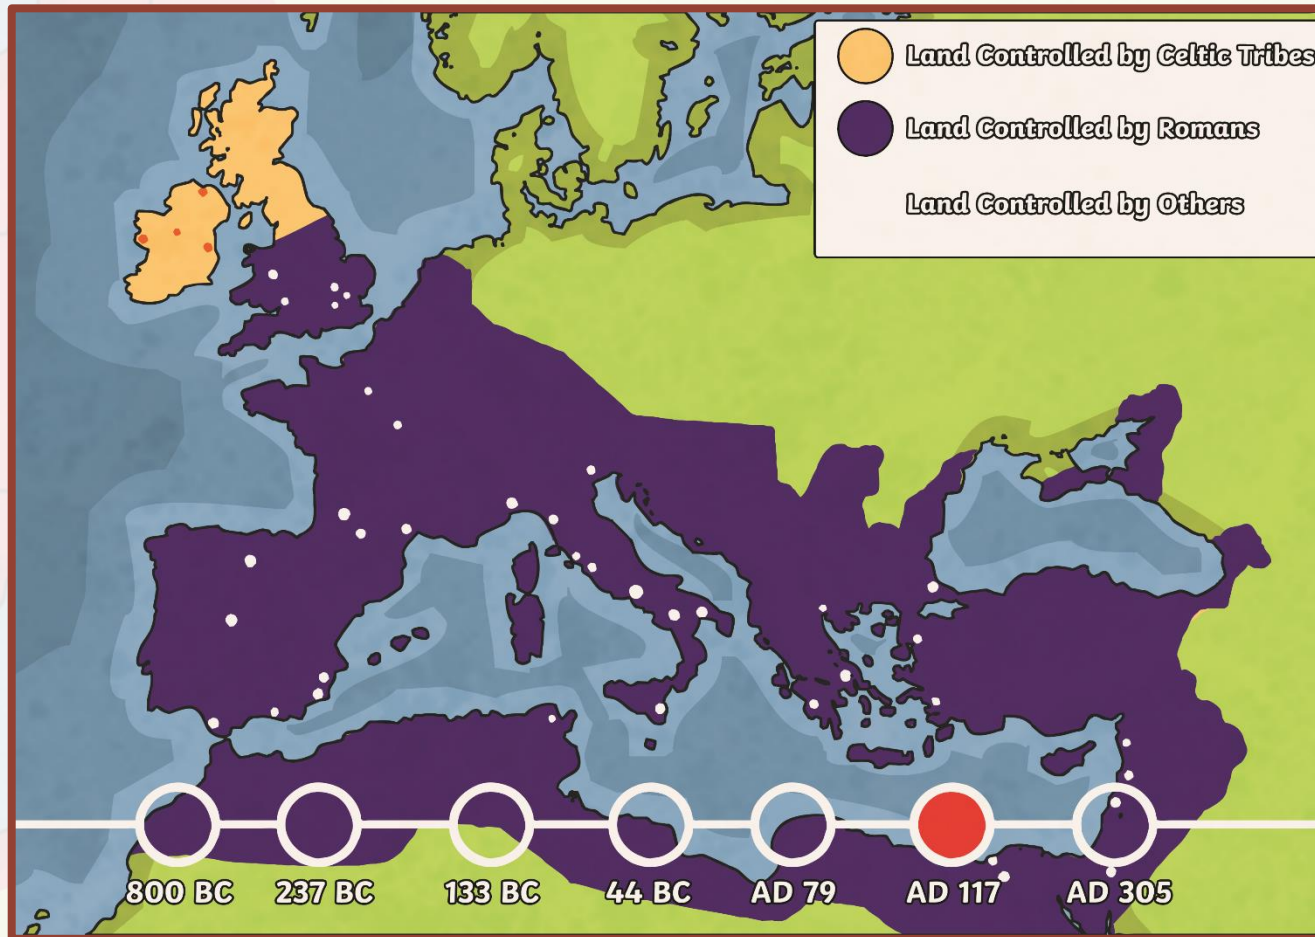 Land Controlled by Celtic Tribes
Land Controlled by Romans
Land Controlled by Others
800 BC
237 BC
133 BC
44 BC
AD 79
AD 117
AD 305